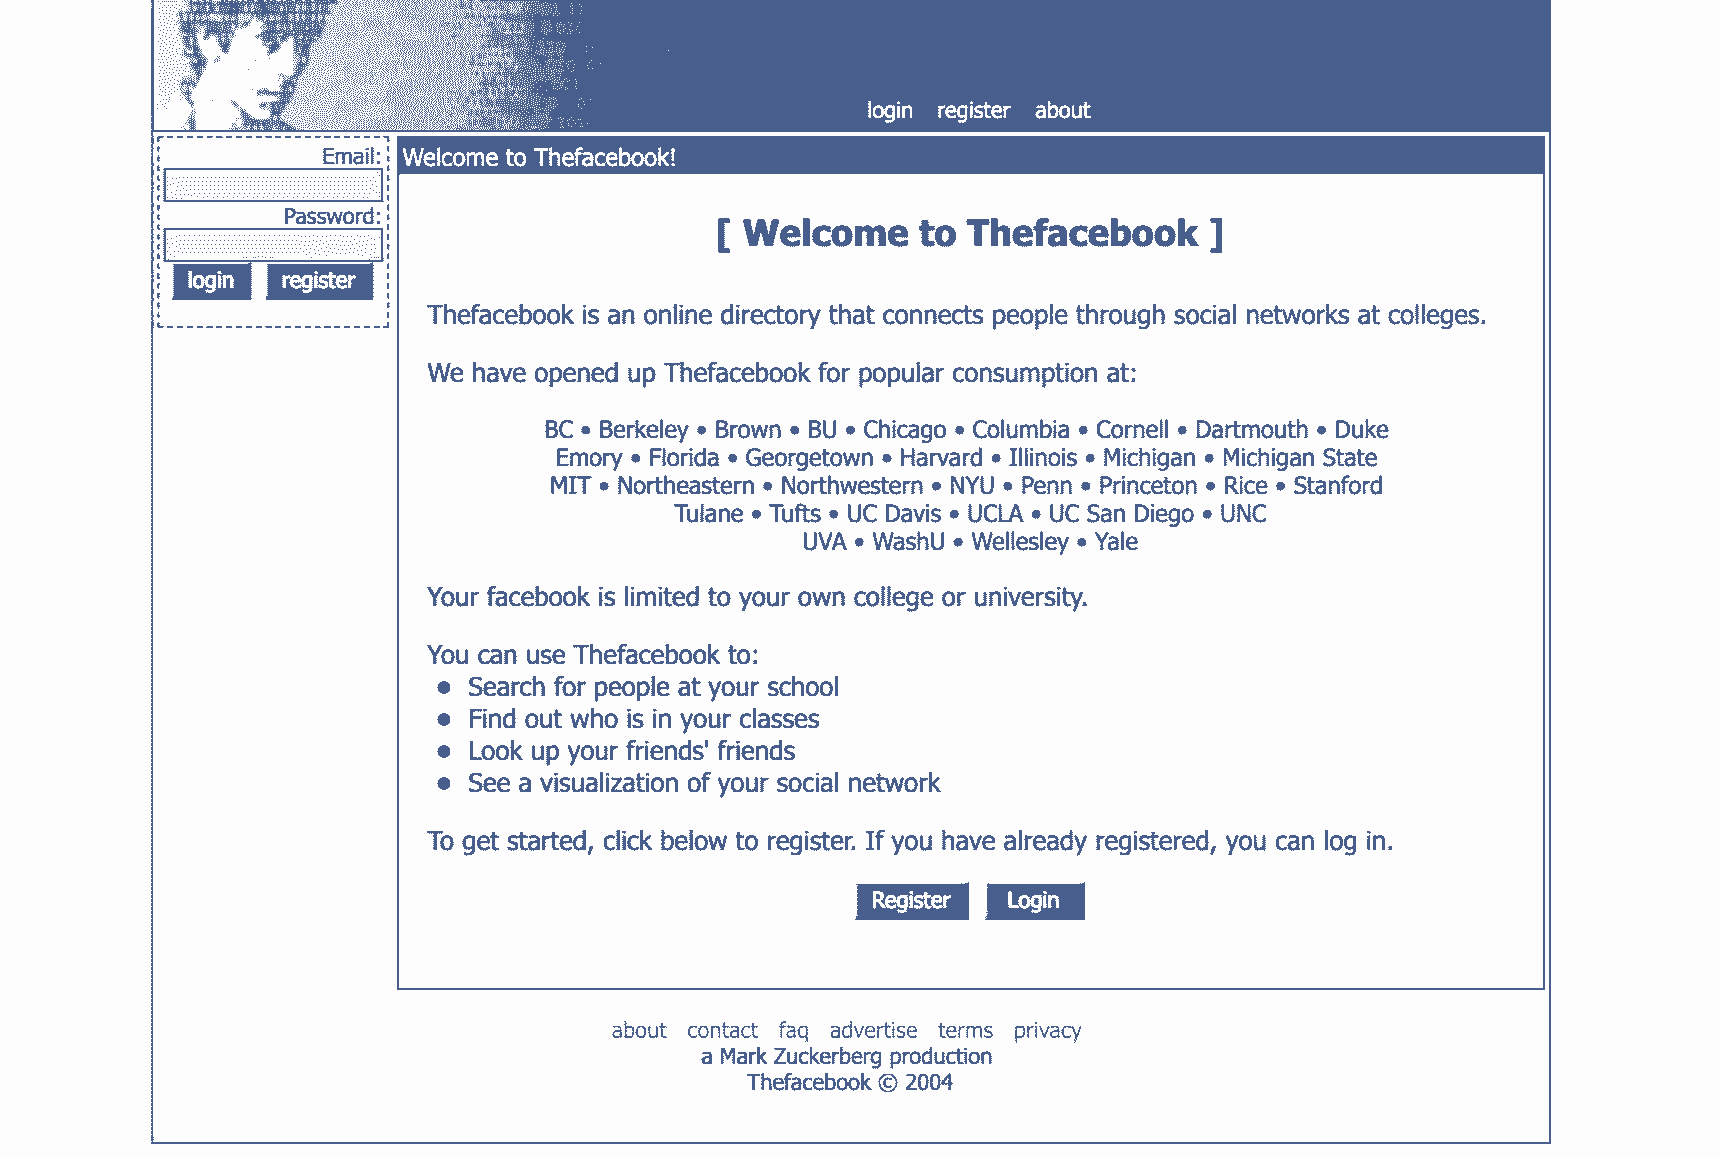 login register about
Email:
Password:
login register
Welcome to Thefacebook!
[ Welcome to Thefacebook ]
Thefacebook is an online directory that connects people through social networks at colleges.
We have opened up Thefacebook for popular consumption at:
BC • Berkeley • Brown • BU • Chicago • Columbia • Cornell • Dartmouth • Duke
Emory • Florida • Georgetown • Harvard • Illinois • Michigan • Michigan State
MIT • Northeastern • Northwestern • NYU • Penn • Princeton • Rice • Stanford
Tulane • Tufts • UC Davis • UCLA • UC San Diego • UNC
UVA • WashU • Wellesley • Yale
Your facebook is limited to your own college or university.
You can use Thefacebook to:
• Search for people at your school
• Find out who is in your classes
• Look up your friends' friends
• See a visualization of your social network
To get started, click below to register. If you have already registered, you can log in.
Register Login
about contact faq advertise terms privacy
a Mark Zuckerberg production
Thefacebook © 2004